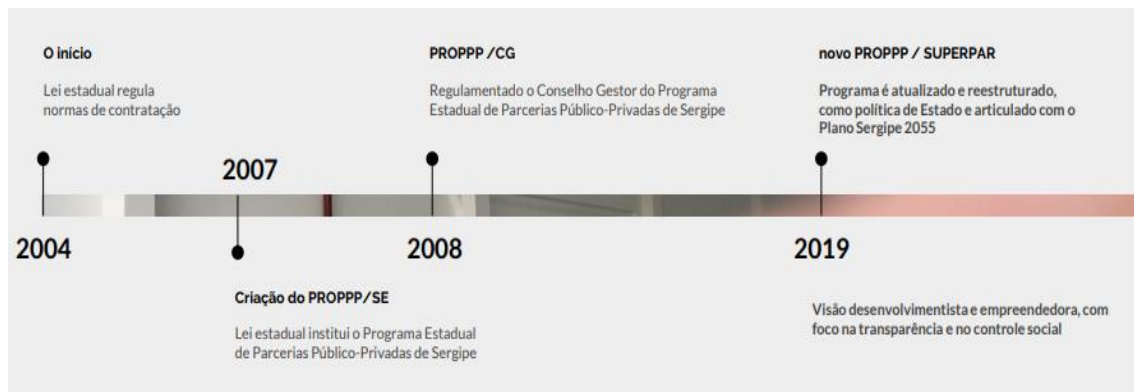 O início
Lei estadual regula
normas de contratação
2004
2007
Criação do PROPPP/SE
Lei estadual institui o Programa Estadual
de Parcerias Público-Privadas de Sergipe
PROPPP /CG
Regulamentado o Conselho Gestor do Programa
Estadual de Parcerias Público-Privadas de Sergipe
2008
novo PROPPP / SUPERPAR
Programa é atualizado e reestruturado,
como política de Estado e articulado com o
Plano Sergipe 2055
2019
Visão desenvolvimentista e empreendedora, com
foco na transparência e no controle social